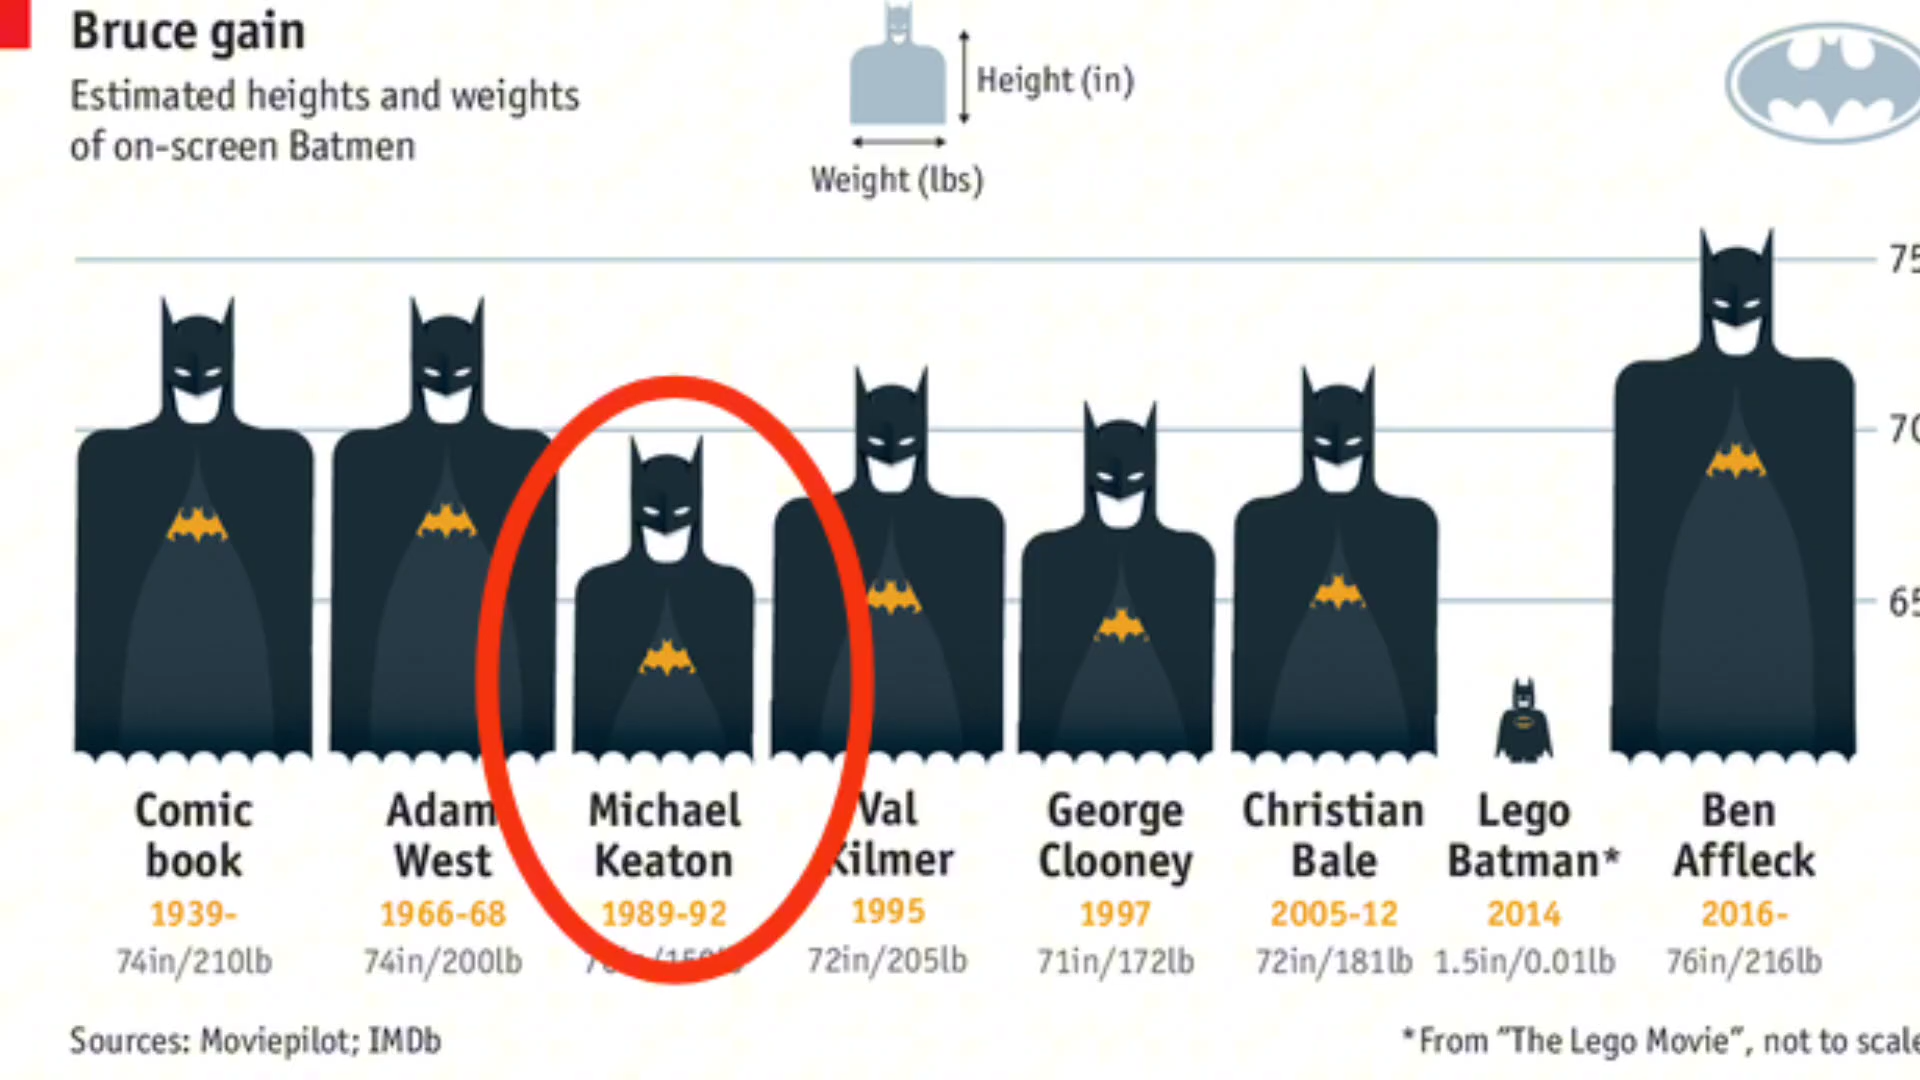 Bruce gain
Estimated heights and weights
of on-screen Batmen
Height (in)
Weight (lbs)
75
70
65
Comic
book
1939-
74in/210lb
Adam
West
1966-68
74in/200lb
Michael
Keaton
1989-92
Val
Kilmer
1995
72in/205lb
George
Clooney
1997
71in/172lb
Christian
Bale
2005-12
72in/181lb
Lego
Batman*
2014
1.5in/0.01lb
Ben
Affleck
2016-
76in/216lb
Sources: Moviepilot; IMDb
*From "The Lego Movie", not to scale